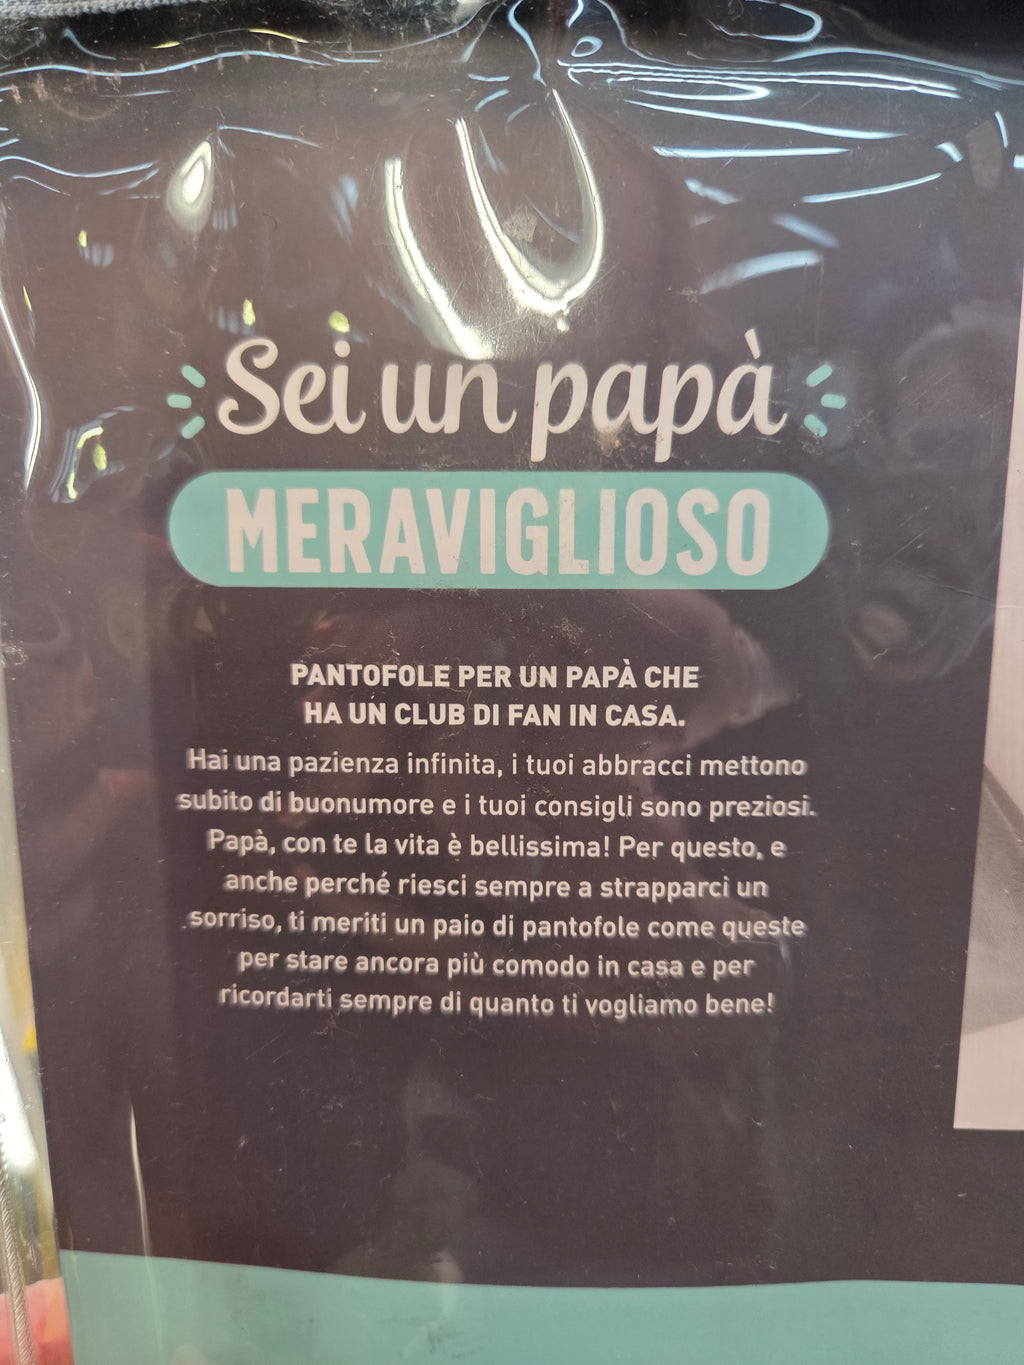 Sei un papà
MERAVIGLIOSO
PANTOFOLE PER UN PAPÀ CHE
HA UN CLUB DI FAN IN CASA.
Hai una pazienza infinita, i tuoi abbracci mettono
subito di buonumore e i tuoi consigli sono preziosi.
Papà, con te la vita è bellissima! Per questo, e
anche perché riesci sempre a strapparci un
sorriso, ti meriti un paio di pantofole come queste
per stare ancora più comodo in casa e per
ricordarti sempre di quanto ti vogliamo bene!